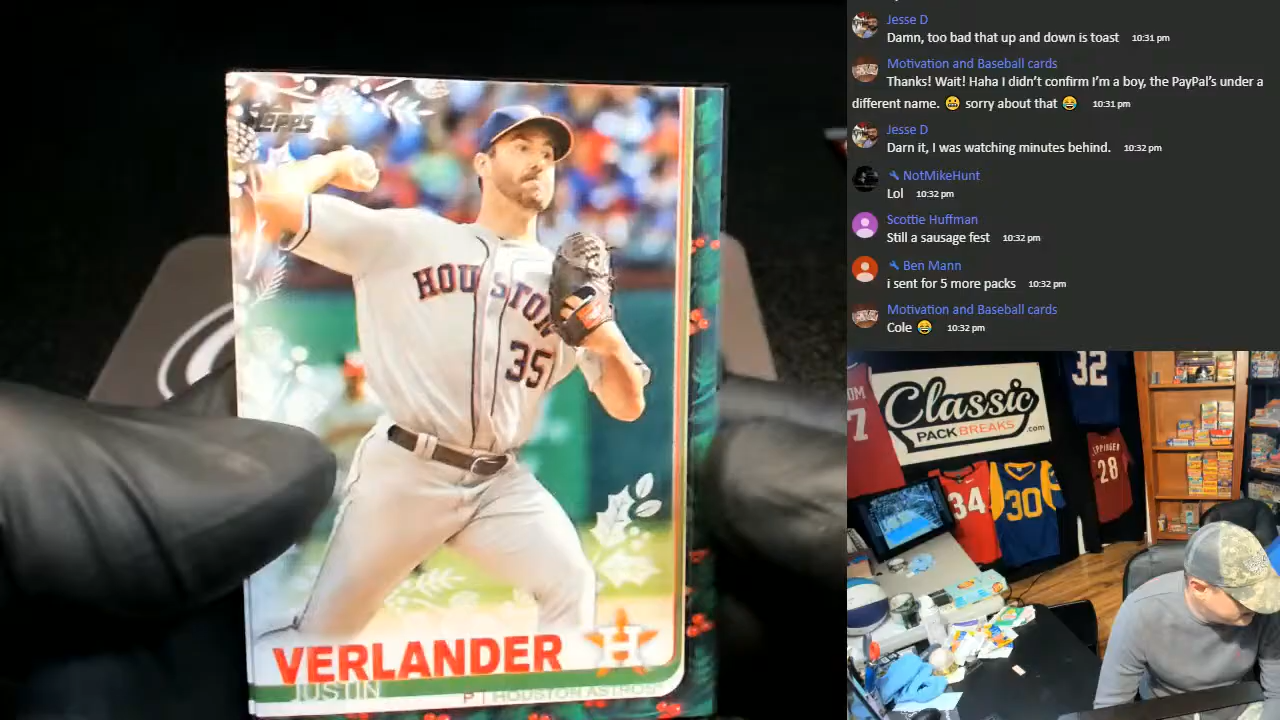 Topps
HOUSTON
35
VERLANDER
JUSTIN
P | HOUSTON ASTROS
Jesse D
Damn, too bad that up and down is toast 10:31 pm
Motivation and Baseball cards
Thanks! Wait! Haha I didn't confirm I'm a boy, the PayPal's under a
different name. 😬 sorry about that 😂 10:31 pm
Jesse D
Darn it, I was watching minutes behind. 10:32 pm
NotMikeHunt
Lol 10:32 pm
Scottie Huffman
Still a sausage fest 10:32 pm
Ben Mann
i sent for 5 more packs 10:32 pm
Motivation and Baseball cards
Cole 😂 10:32 pm
32
7
Classic
PACK BREAKS.com
28
34
30